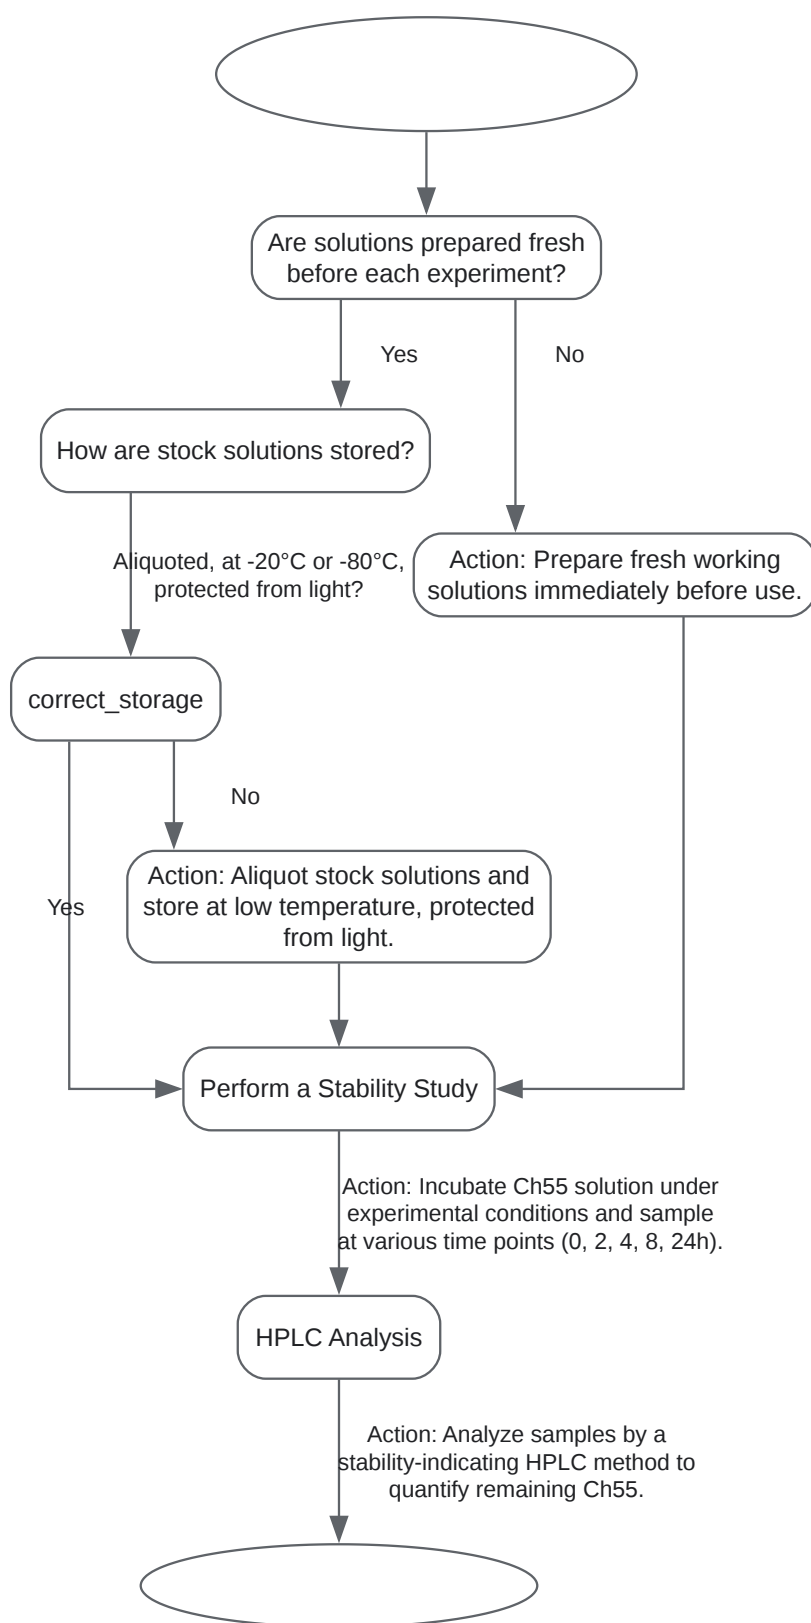 Are solutions prepared fresh
before each experiment?
Yes
No
How are stock solutions stored?
Aliquoted, at -20°C or -80°C,
protected from light?
Action: Prepare fresh working
solutions immediately before use.
correct_storage
No
Yes
Action: Aliquot stock solutions and
store at low temperature, protected
from light.
Perform a Stability Study
Action: Incubate Ch55 solution under
experimental conditions and sample
at various time points (0, 2, 4, 8, 24h).
HPLC Analysis
Action: Analyze samples by a
stability-indicating HPLC method to
quantify remaining Ch55.